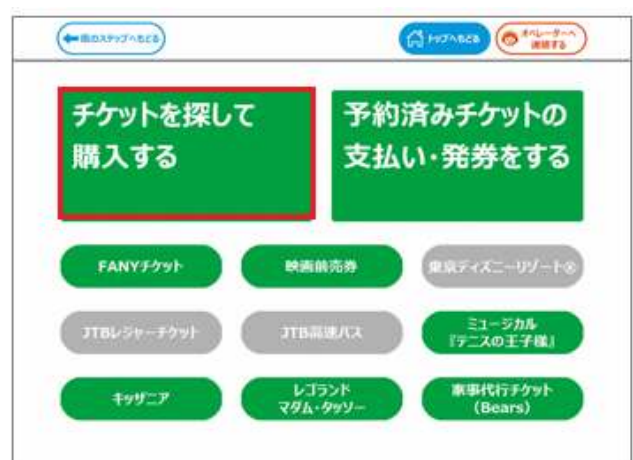 前のステップへもどる
トップへもどる
オペレーターへ
連絡する
チケットを探して
購入する
予約済みチケットの
支払い・発券をする
FANYチケット
映画前売券
東京ディズニーリゾート®
JTBレジャーチケット
JTB高速バス
ミュージカル
『テニスの王子様』
キッザニア
レゴランド
マダム・タッソー
家事代行チケット
(Bears)